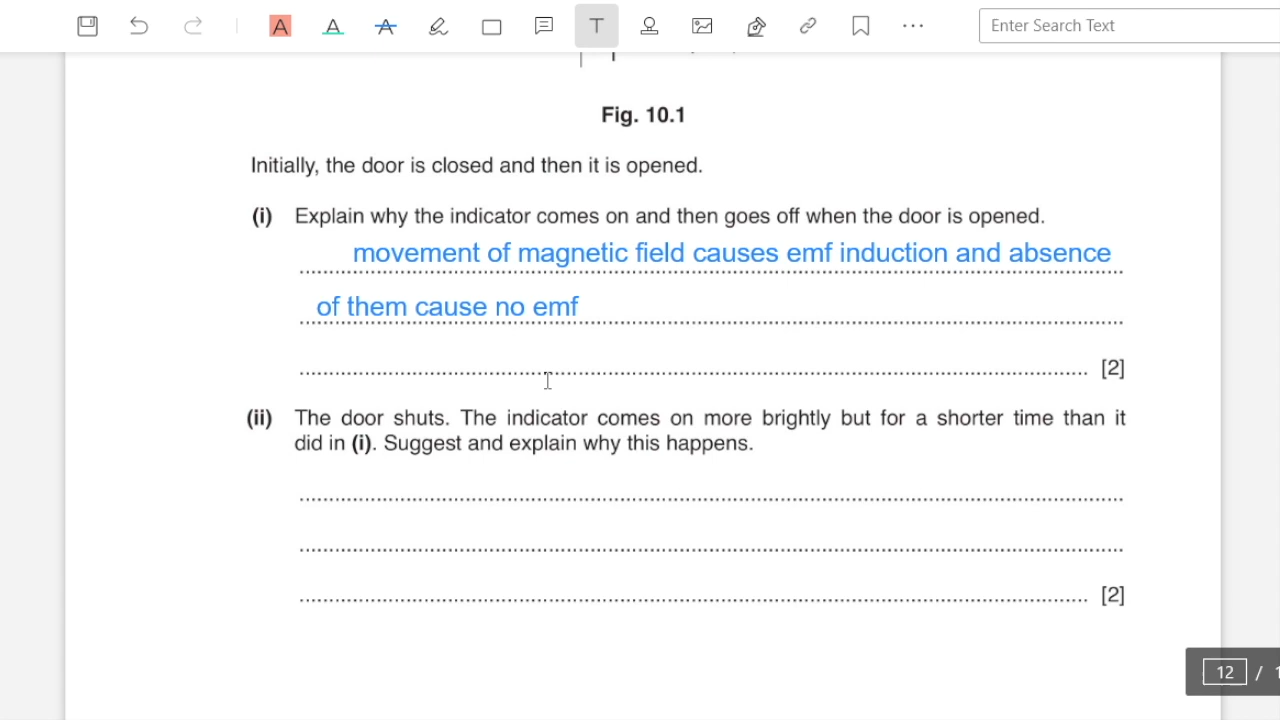 Enter Search Text
Fig. 10.1
Initially, the door is closed and then it is opened.
(i) Explain why the indicator comes on and then goes off when the door is opened.
movement of magnetic field causes emf induction and absence
of them cause no emf
[2]
(ii) The door shuts. The indicator comes on more brightly but for a shorter time than it
did in (i). Suggest and explain why this happens.
[2]
12 / 1